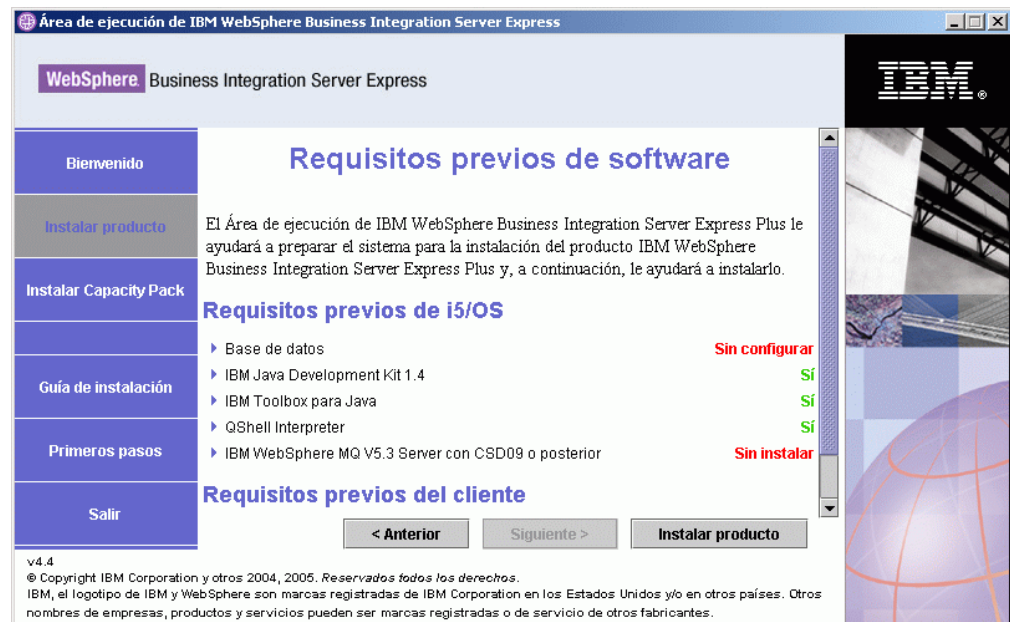 Área de ejecución de IBM WebSphere Business Integration Server Express
WebSphere. Business Integration Server Express
IBM®
Bienvenido
Instalar producto
Instalar Capacity Pack
Guía de instalación
Primeros pasos
Salir
Requisitos previos de software
El Área de ejecución de IBM WebSphere Business Integration Server Express Plus le
ayudará a preparar el sistema para la instalación del producto IBM WebSphere
Business Integration Server Express Plus y, a continuación, le ayudará a instalarlo.
Requisitos previos de i5/OS
Base de datos Sin configurar
IBM Java Development Kit 1.4 Sí
IBM Toolbox para Java Sí
QShell Interpreter Sí
IBM WebSphere MQ V5.3 Server con CSD09 o posterior Sin instalar
Requisitos previos del cliente
< Anterior Siguiente > Instalar producto
v4.4
© Copyright IBM Corporation y otros 2004, 2005. Reservados todos los derechos.
IBM, el logotipo de IBM y WebSphere son marcas registradas de IBM Corporation en los Estados Unidos y/o en otros países. Otros
nombres de empresas, productos y servicios pueden ser marcas registradas o de servicio de otros fabricantes.